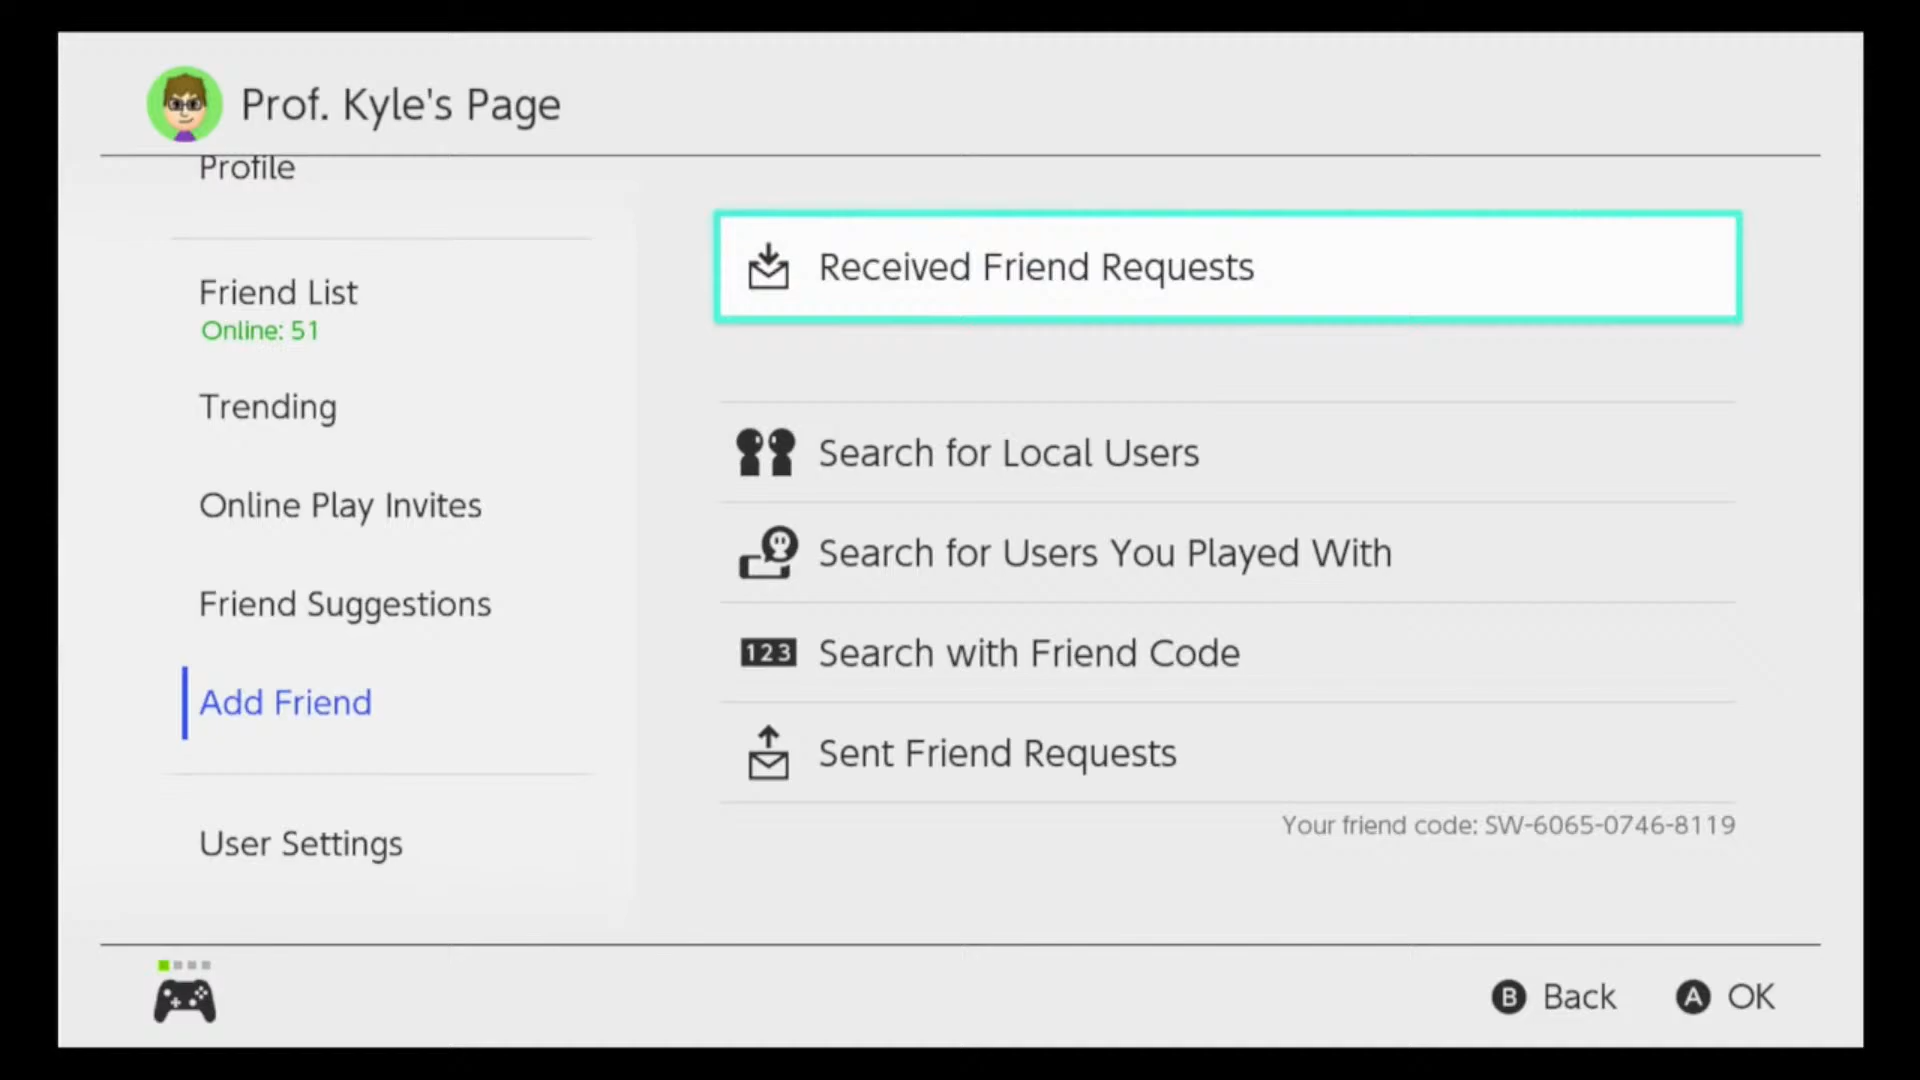 Prof. Kyle's Page
Profile
Friend List
Online: 51
Trending
Online Play Invites
Friend Suggestions
Add Friend
User Settings
Received Friend Requests
Search for Local Users
Search for Users You Played With
123 Search with Friend Code
Sent Friend Requests
Your friend code: SW-6065-0746-8119
B Back A OK